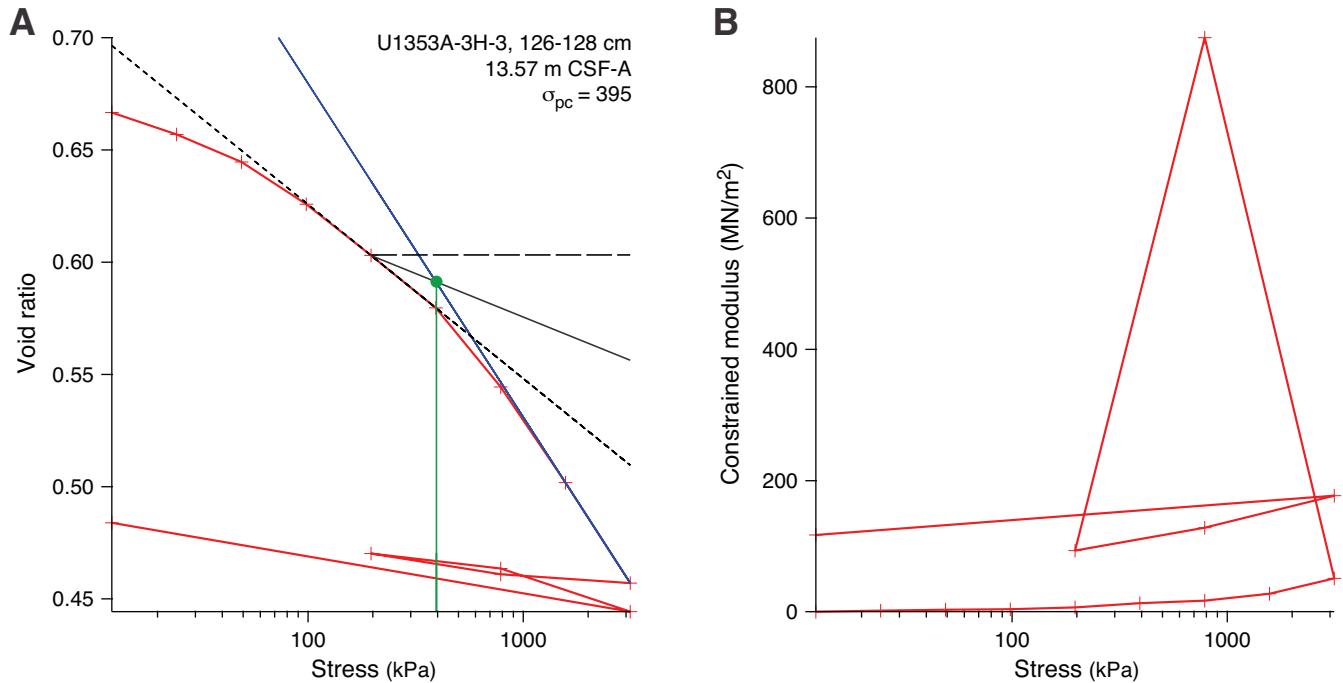 A
U1353A-3H-3, 126-128 cm
13.57 m CSF-A
σpc = 395
0.70
0.65
0.60
0.55
0.50
0.45
Void ratio
100
1000
Stress (kPa)
B
800
600
400
200
0
Constrained modulus (MN/m²)
100
1000
Stress (kPa)